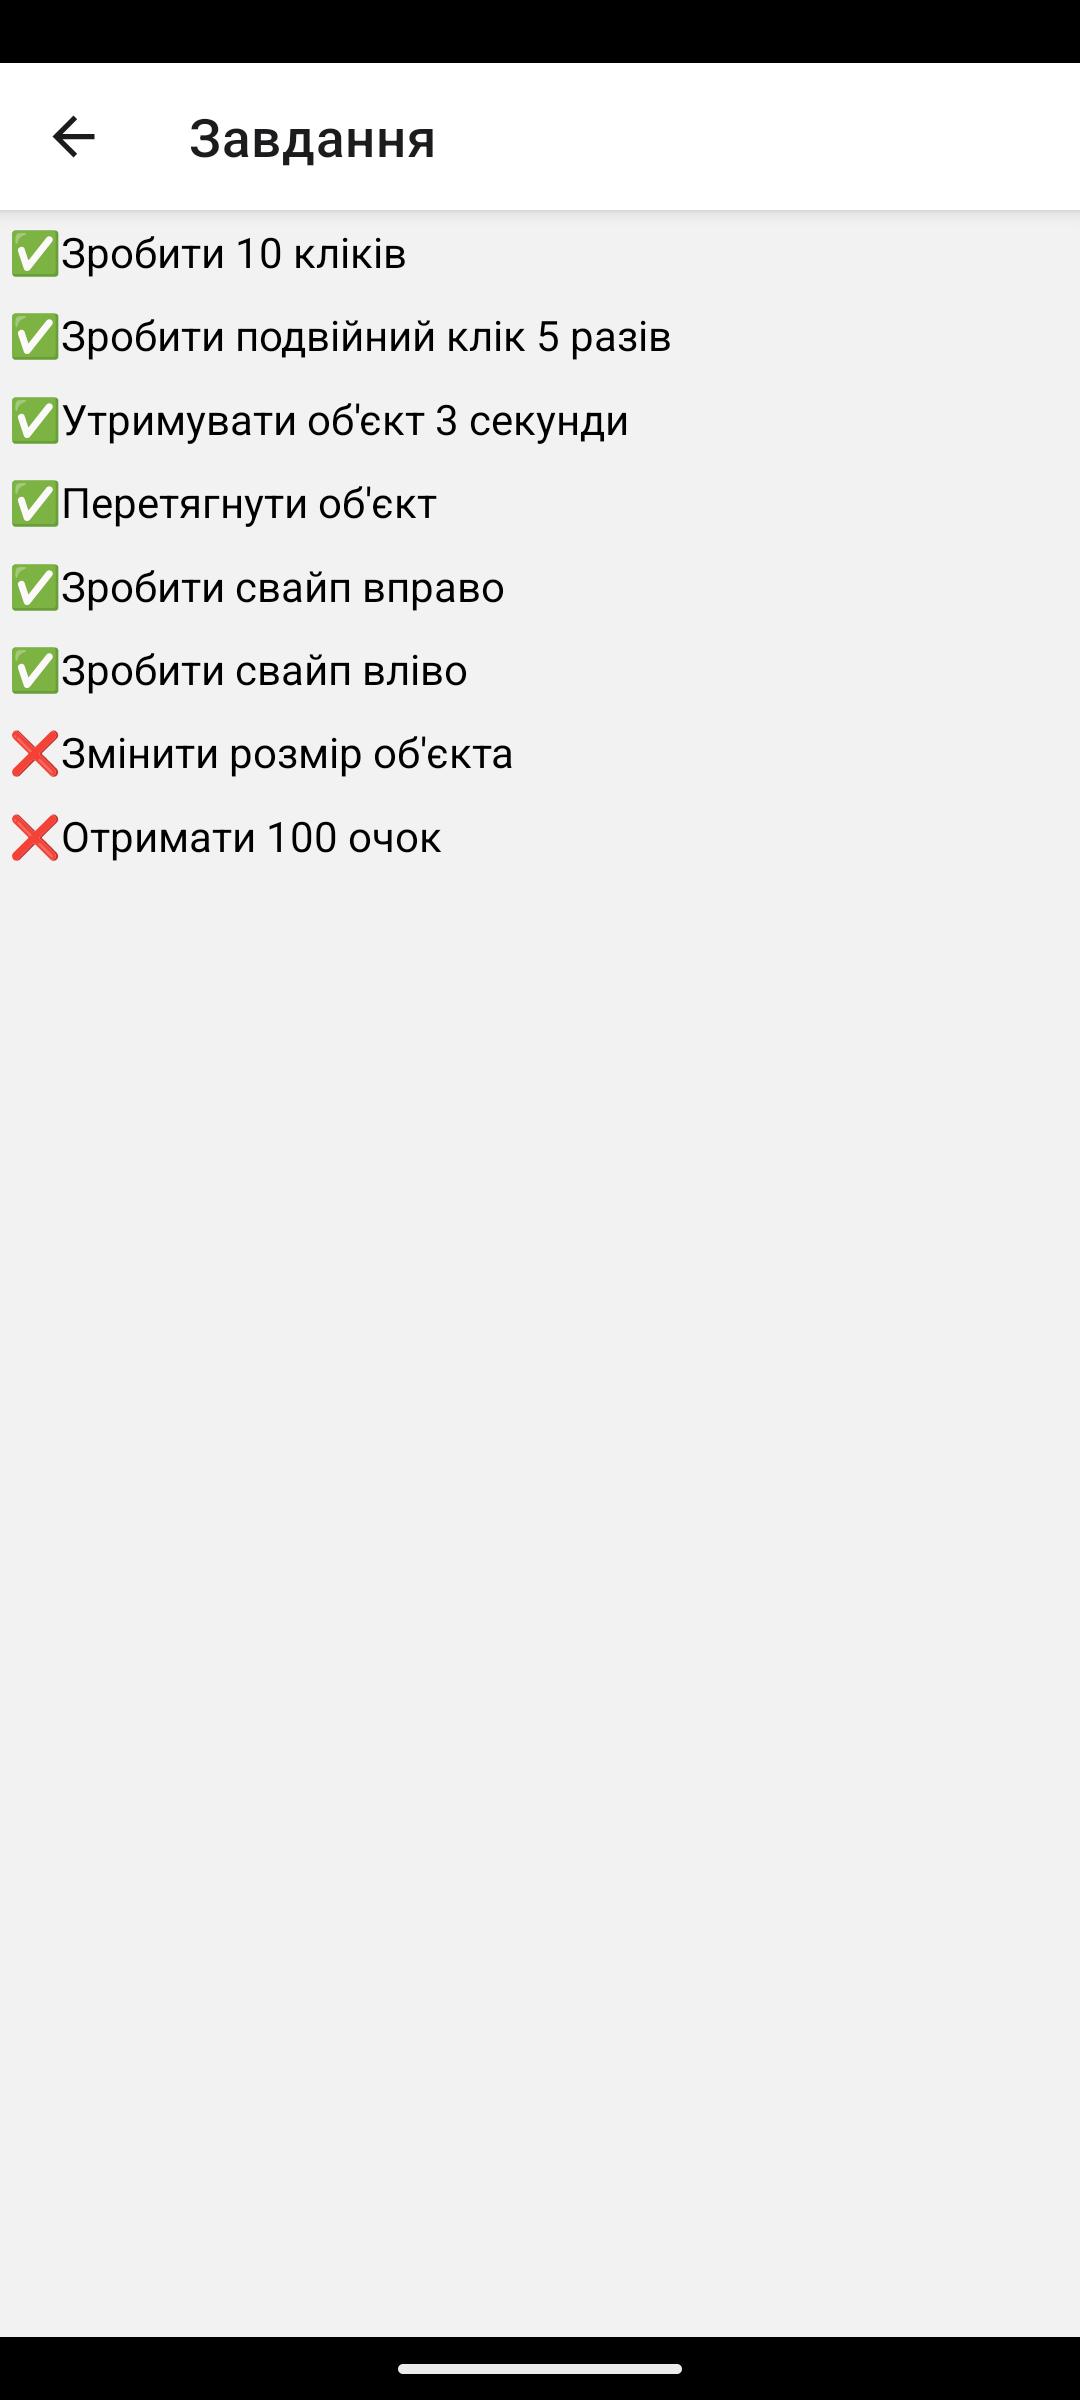 Завдання
✅Зробити 10 кліків
✅Зробити подвійний клік 5 разів
✅Утримувати об'єкт 3 секунди
✅Перетягнути об'єкт
✅Зробити свайп вправо
✅Зробити свайп вліво
❌Змінити розмір об'єкта
❌Отримати 100 очок